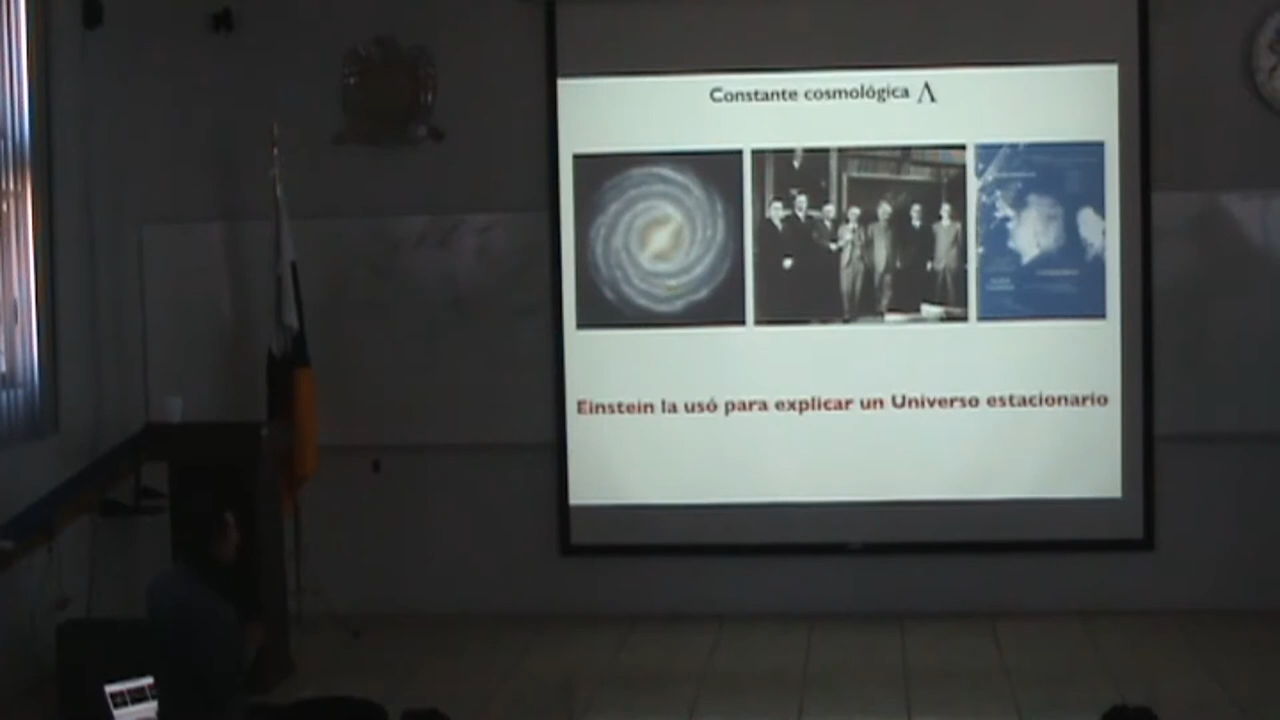 Constante cosmológica Λ
Einstein la usó para explicar un Universo estacionario